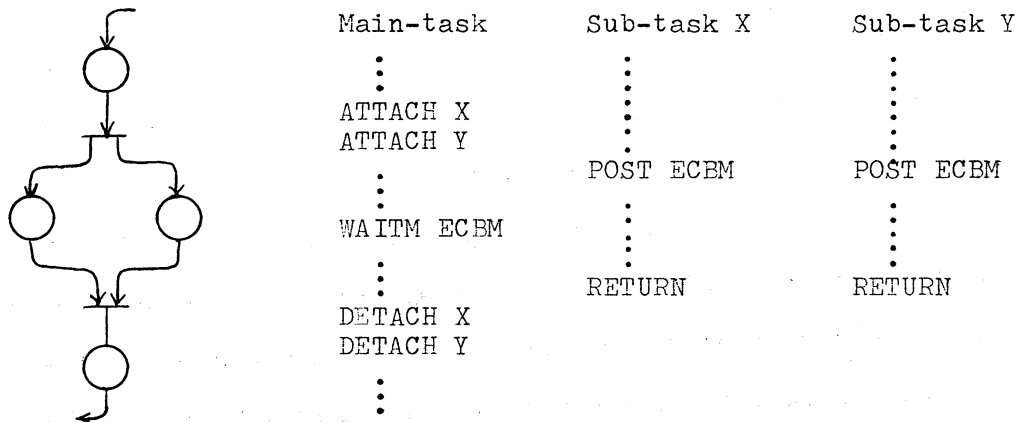 Main-task
ATTACH X
ATTACH Y
WAITM ECBM
DETACH X
DETACH Y
Sub-task X
POST ECBM
RETURN
Sub-task Y
POST ECBM
RETURN